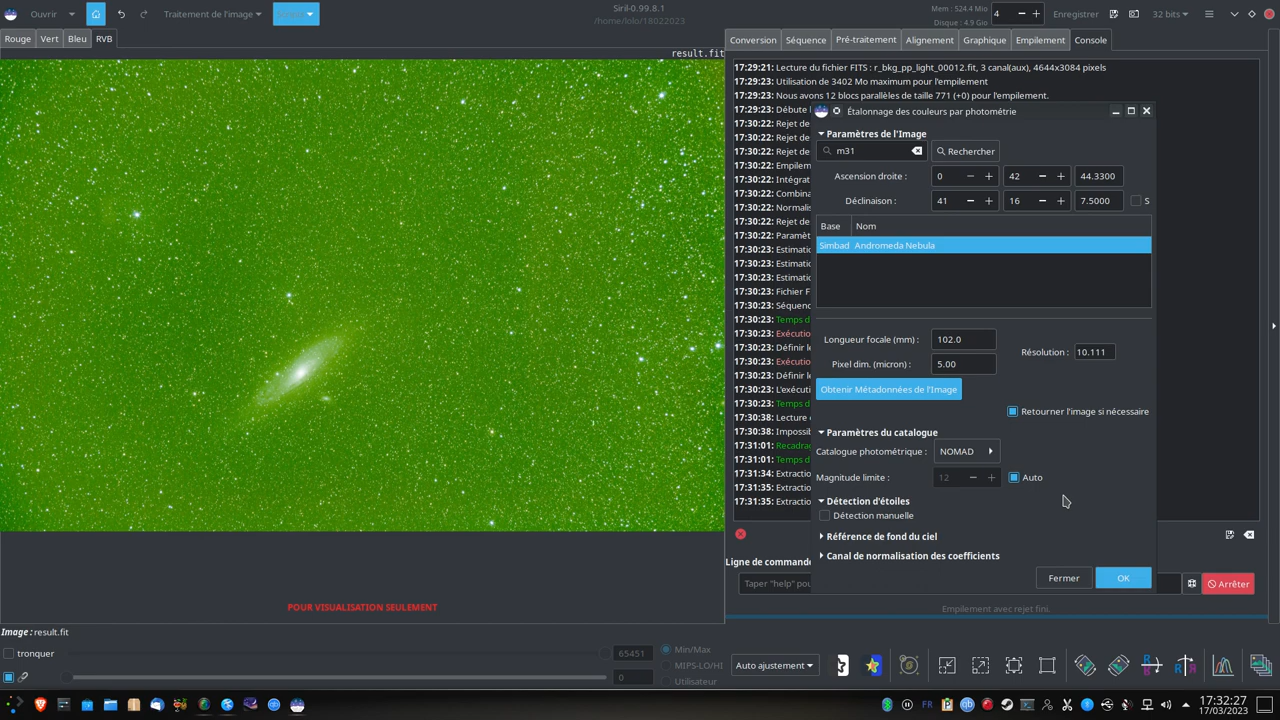 Ouvrir
Traitement de l'image
Siril-0.99.8.1
/home/lolo/18022023
Mem : 524.4 Mio
Disque : 4.9 Gio
4
Enregistrer
32 bits
Rouge Vert Bleu RVB
Conversion Séquence Pré-traitement Alignement Graphique Empilement Console
result.fit
17:29:21: Lecture du fichier FITS : r_bkg_pp_light_00012.fit, 3 canal(aux), 4644x3084 pixels
17:29:23: Utilisation de 3402 Mo maximum pour l'empilement
17:29:23: Nous avons 12 blocs parallèles de taille 771 (+0) pour l'empilement.
17:29:23: Débute l
17:30:22: Rejet de
17:30:22: Rejet de
17:30:22: Rejet de
17:30:22: Empilem
17:30:22: Intégrat
17:30:22: Combina
17:30:22: Normalis
17:30:22: Rejet de
17:30:22: Paramèt
17:30:23: Estimati
17:30:23: Estimati
17:30:23: Estimati
17:30:23: Fichier F
17:30:23: Séquenc
17:30:23: Temps d
17:30:23: Exécutio
17:30:23: Définir le
17:30:23: Exécutio
17:30:23: Définir le
17:30:23: L'exécuti
17:30:23: Temps d
17:30:38: Lecture
17:30:38: Impossib
17:31:01: Recadra
17:31:01: Temps d
17:31:34: Extractio
17:31:35: Extractio
17:31:35: Extractio
Étalonnage des couleurs par photométrie
Paramètres de l'Image
m31
Rechercher
Ascension droite : 0 42 44.3300
Déclinaison : 41 16 7.5000 S
Base Nom
Simbad Andromeda Nebula
Longueur focale (mm) : 102.0
Résolution : 10.111
Pixel dim. (micron) : 5.00
Obtenir Métadonnées de l'Image
Retourner l'image si nécessaire
Paramètres du catalogue
Catalogue photométrique : NOMAD
Magnitude limite : 12 Auto
Détection d'étoiles
Détection manuelle
Référence de fond du ciel
Canal de normalisation des coefficients
Fermer OK
Ligne de command
Taper "help" pou
Arrêter
Empilement avec rejet fini.
POUR VISUALISATION SEULEMENT
Image: result.fit
tronquer
65451
0
Min/Max
MIPS-LO/HI
Utilisateur
Auto ajustement
FR
17:32:27
17/03/2023